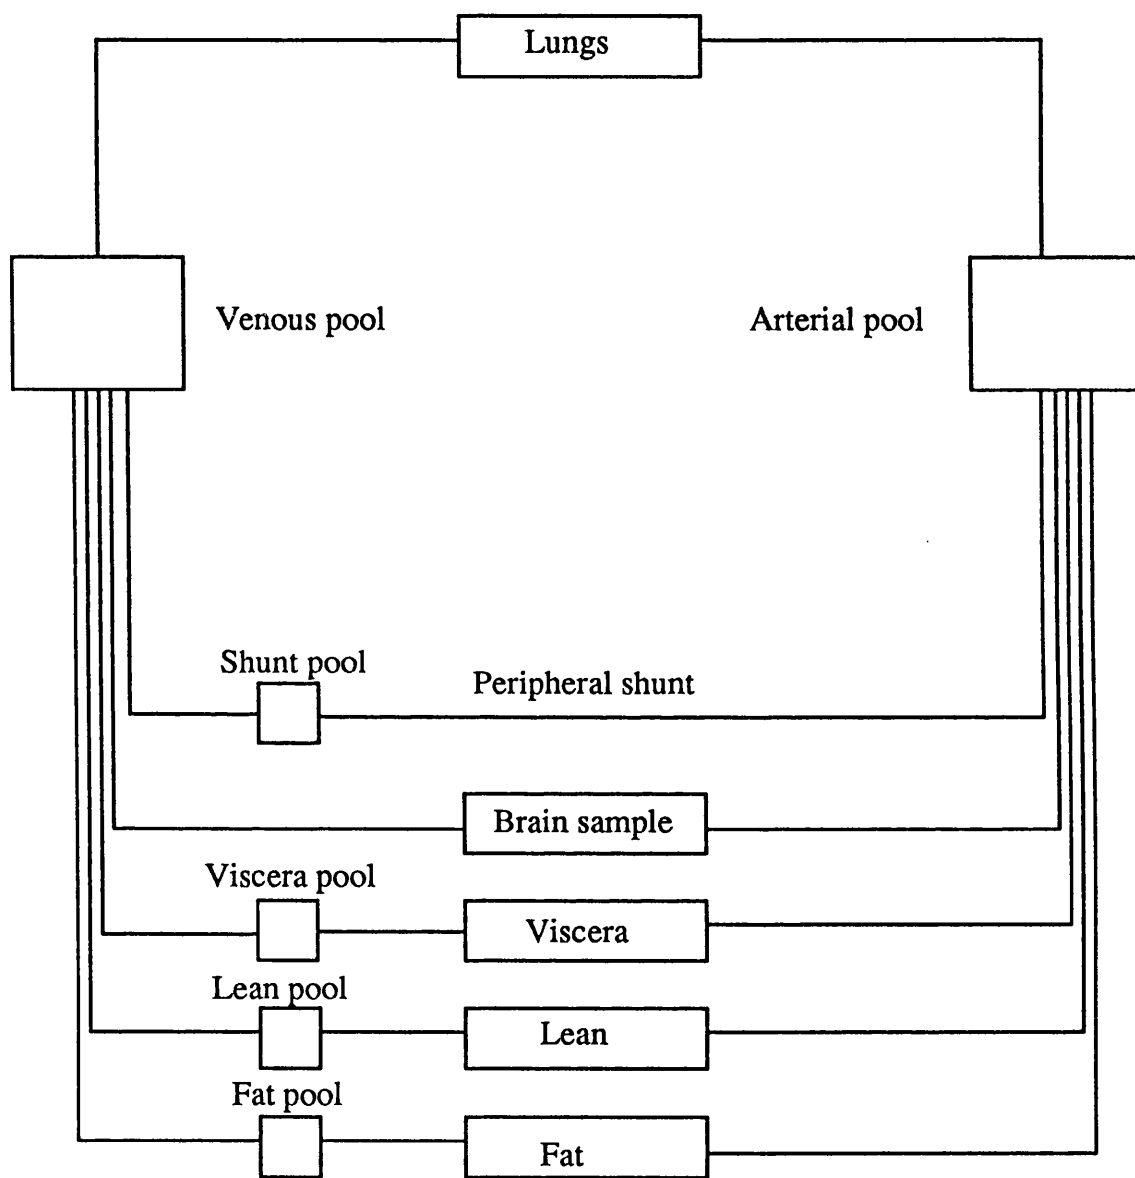 Lungs
Venous pool
Arterial pool
Shunt pool
Peripheral shunt
Brain sample
Viscera pool
Viscera
Lean pool
Lean
Fat pool
Fat